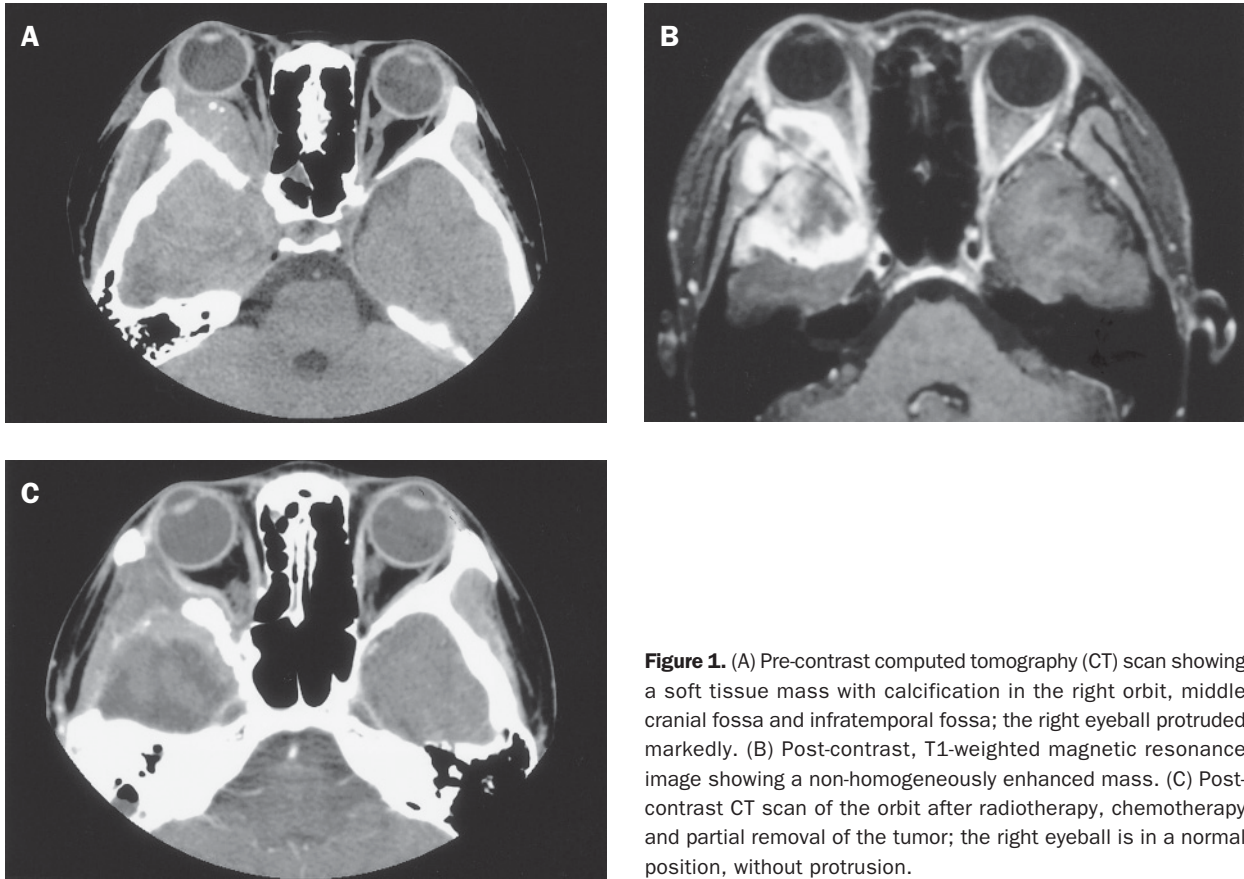 A
B
C
Figure 1. (A) Pre-contrast computed tomography (CT) scan showing
a soft tissue mass with calcification in the right orbit, middle
cranial fossa and infratemporal fossa; the right eyeball protruded
markedly. (B) Post-contrast, T1-weighted magnetic resonance
image showing a non-homogeneously enhanced mass. (C) Post-
contrast CT scan of the orbit after radiotherapy, chemotherapy
and partial removal of the tumor; the right eyeball is in a normal
position, without protrusion.